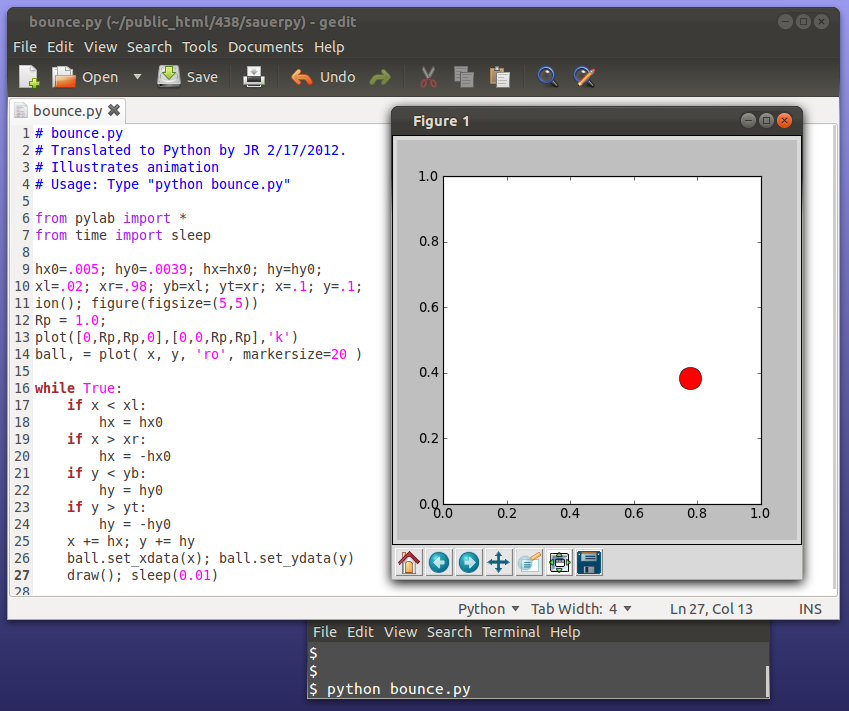 bounce.py (~/public_html/438/sauerpy) - gedit
File Edit View Search Tools Documents Help
Open Save Undo
bounce.py
1 # bounce.py
2 # Translated to Python by JR 2/17/2012.
3 # Illustrates animation
4 # Usage: Type "python bounce.py"
5
6 from pylab import *
7 from time import sleep
8
9 hx0=.005; hy0=.0039; hx=hx0; hy=hy0;
10 xl=.02; xr=.98; yb=xl; yt=xr; x=.1; y=.1;
11 ion(); figure(figsize=(5,5))
12 Rp = 1.0;
13 plot([0,Rp,Rp,0],[0,0,Rp,Rp],'k')
14 ball, = plot( x, y, 'ro', markersize=20 )
15
16 while True:
17     if x < xl:
18         hx = hx0
19     if x > xr:
20         hx = -hx0
21     if y < yb:
22         hy = hy0
23     if y > yt:
24         hy = -hy0
25     x += hx; y += hy
26     ball.set_xdata(x); ball.set_ydata(y)
27     draw(); sleep(0.01)
28
Figure 1
1.0
0.8
0.6
0.4
0.2
0.0
0.0 0.2 0.4 0.6 0.8 1.0
Python Tab Width: 4 Ln 27, Col 13 INS
File Edit View Search Terminal Help
$
$
$ python bounce.py